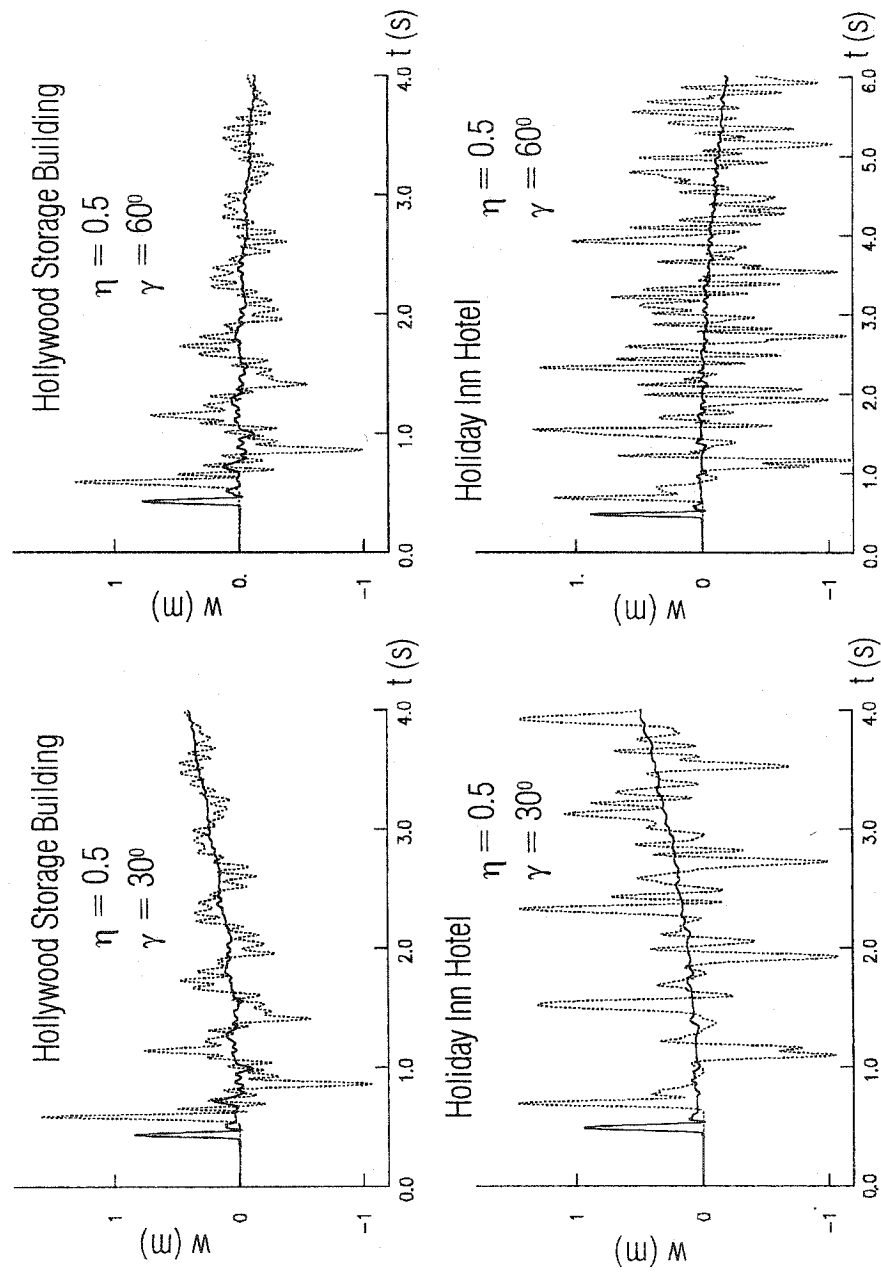 Hollywood Storage Building
η = 0.5
γ = 30º
w (m)
1
0
-1
0.0 1.0 2.0 3.0 4.0 t (s)
Hollywood Storage Building
η = 0.5
γ = 60º
w (m)
1
0.
-1
0.0 1.0 2.0 3.0 4.0 t (s)
Holiday Inn Hotel
η = 0.5
γ = 30º
w (m)
1
0
-1
0.0 1.0 2.0 3.0 4.0 t (s)
Holiday Inn Hotel
η = 0.5
γ = 60º
w (m)
1.
0
-1
0.0 1.0 2.0 3.0 4.0 5.0 6.0 t (s)